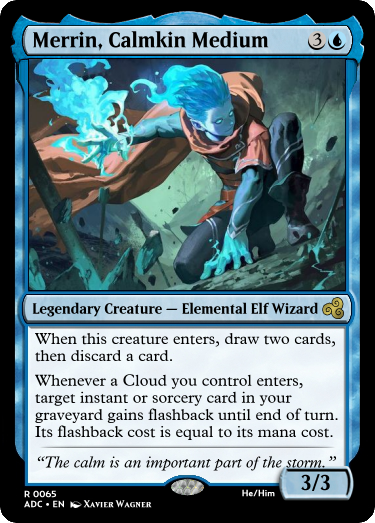 Merrin, Calmkin Medium 3
Legendary Creature — Elemental Elf Wizard
When this creature enters, draw two cards,
then discard a card.
Whenever a Cloud you control enters,
target instant or sorcery card in your
graveyard gains flashback until end of turn.
Its flashback cost is equal to its mana cost.
“The calm is an important part of the storm.”
3/3
R 0065
He/Him
ADC • EN Xavier Wagner